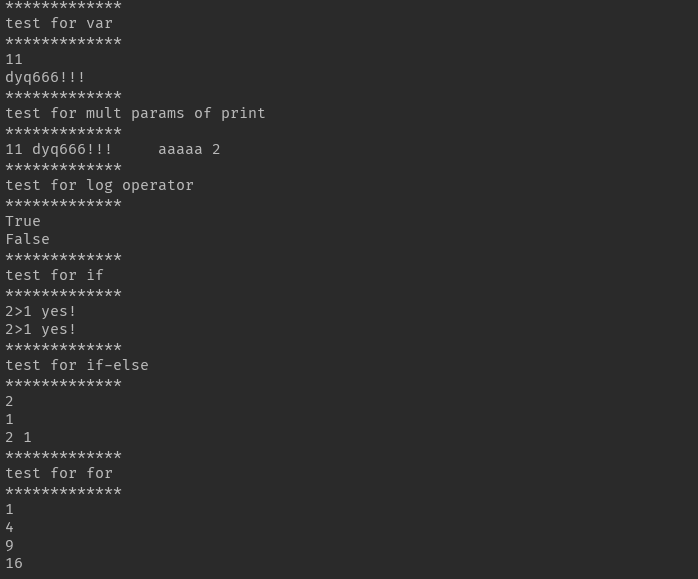 *************
test for var
*************
11
dyq666!!!
*************
test for mult params of print
*************
11 dyq666!!!     aaaaa 2
*************
test for log operator
*************
True
False
*************
test for if
*************
2>1 yes!
2>1 yes!
*************
test for if-else
*************
2
1
2 1
*************
test for for
*************
1
4
9
16